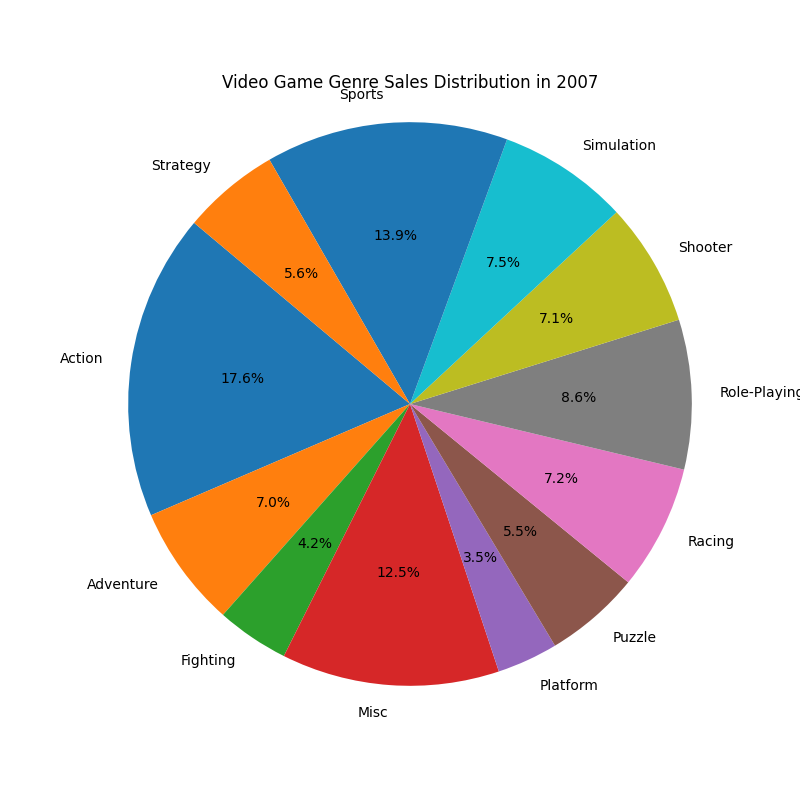 Video Game Genre Sales Distribution in 2007
Sports
Simulation
Strategy
Shooter
13.9%
7.5%
5.6%
7.1%
Action
17.6%
8.6%
Role-Playing
7.0%
4.2%
12.5%
3.5%
5.5%
7.2%
Racing
Adventure
Puzzle
Fighting
Platform
Misc